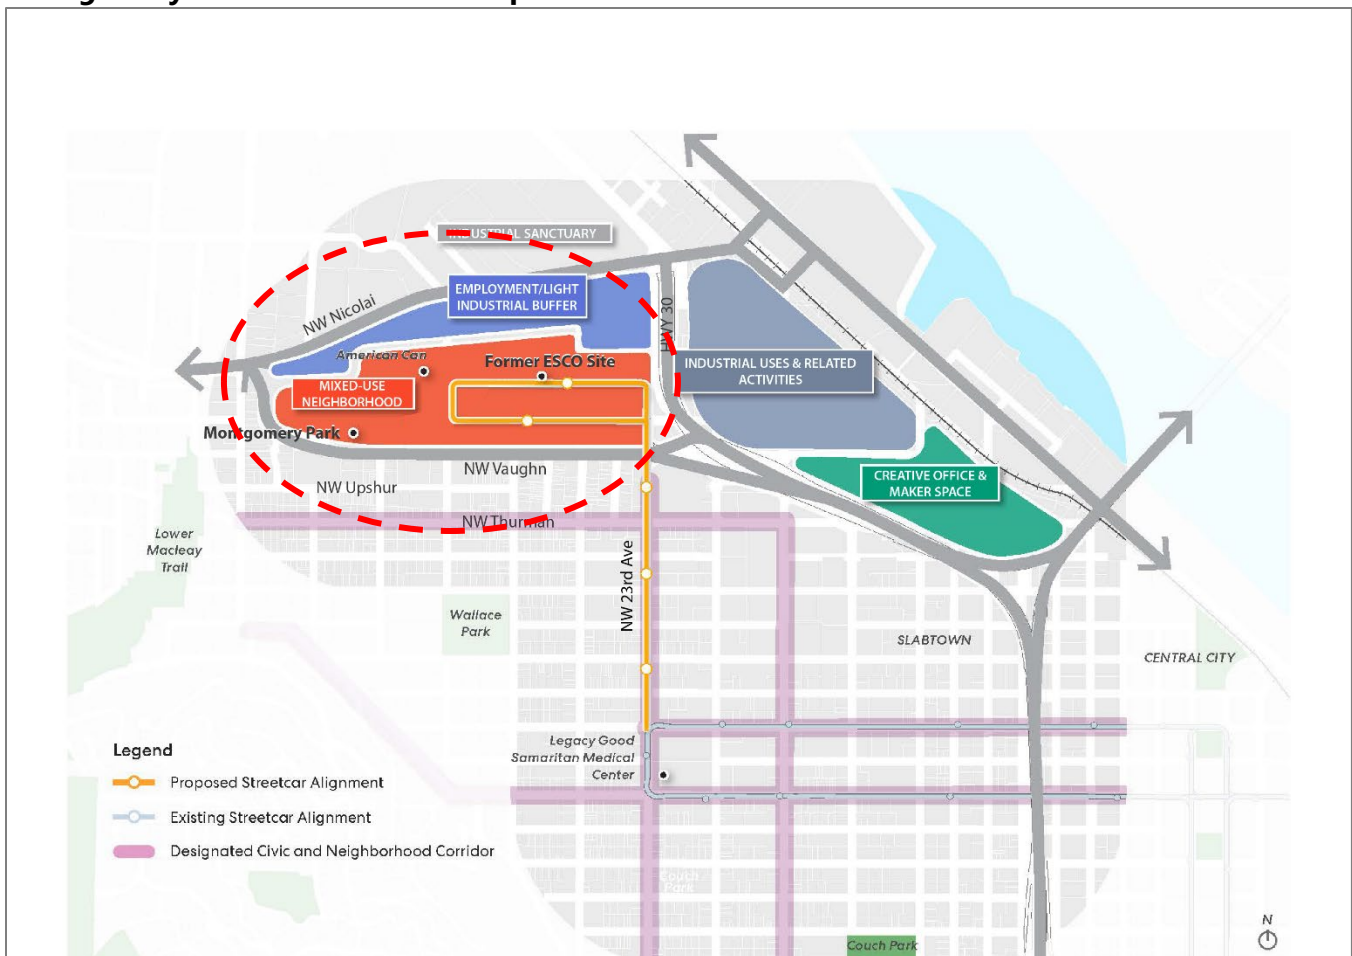 INDUSTRIAL SANCTUARY
EMPLOYMENT/LIGHT
INDUSTRIAL BUFFER
NW Nicolai
HWY 30
American Can
Former ESCO Site
INDUSTRIAL USES & RELATED
ACTIVITIES
MIXED-USE
NEIGHBORHOOD
Montgomery Park
NW Vaughn
CREATIVE OFFICE &
MAKER SPACE
NW Upshur
NW Thurman
Lower
Macleay
Trail
NW 23rd Ave
Wallace
Park
SLABTOWN
CENTRAL CITY
Legacy Good
Samaritan Medical
Center
Legend
Proposed Streetcar Alignment
Existing Streetcar Alignment
Designated Civic and Neighborhood Corridor
Couch
Park
Couch Park
N